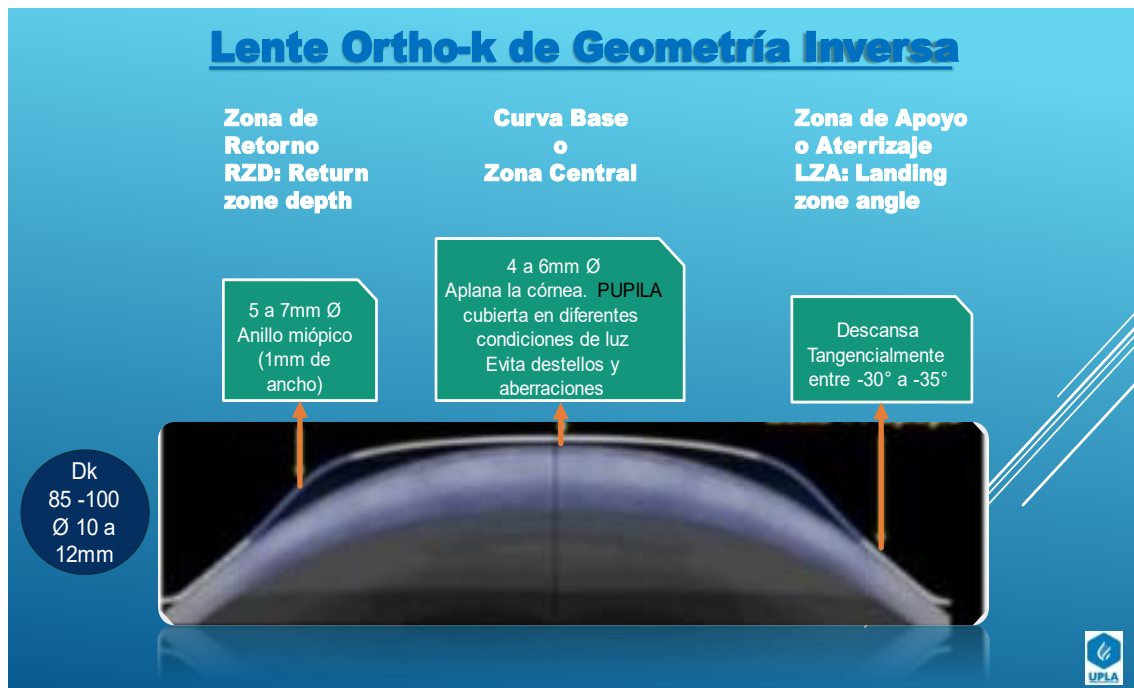 Lente Ortho-k de Geometría Inversa
Zona de
Retorno
RZD: Return
zone depth
Curva Base
o
Zona Central
Zona de Apoyo
o Aterrizaje
LZA: Landing
zone angle
5 a 7mm Ø
Anillo miópico
(1mm de
ancho)
4 a 6mm Ø
Aplana la córnea. PUPILA
cubierta en diferentes
condiciones de luz
Evita destellos y
aberraciones
Descansa
Tangencialmente
entre -30° a -35°
Dk
85 -100
Ø 10 a
12mm
UPLA